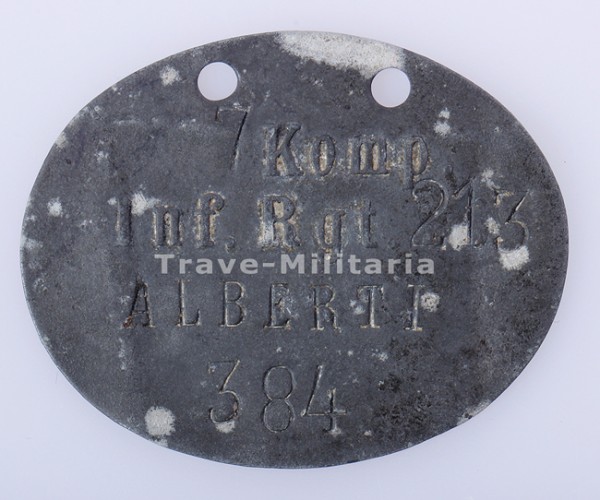 7 Komp
Inf. Rgt. 213
Trave-Militaria
ALBERTI
384